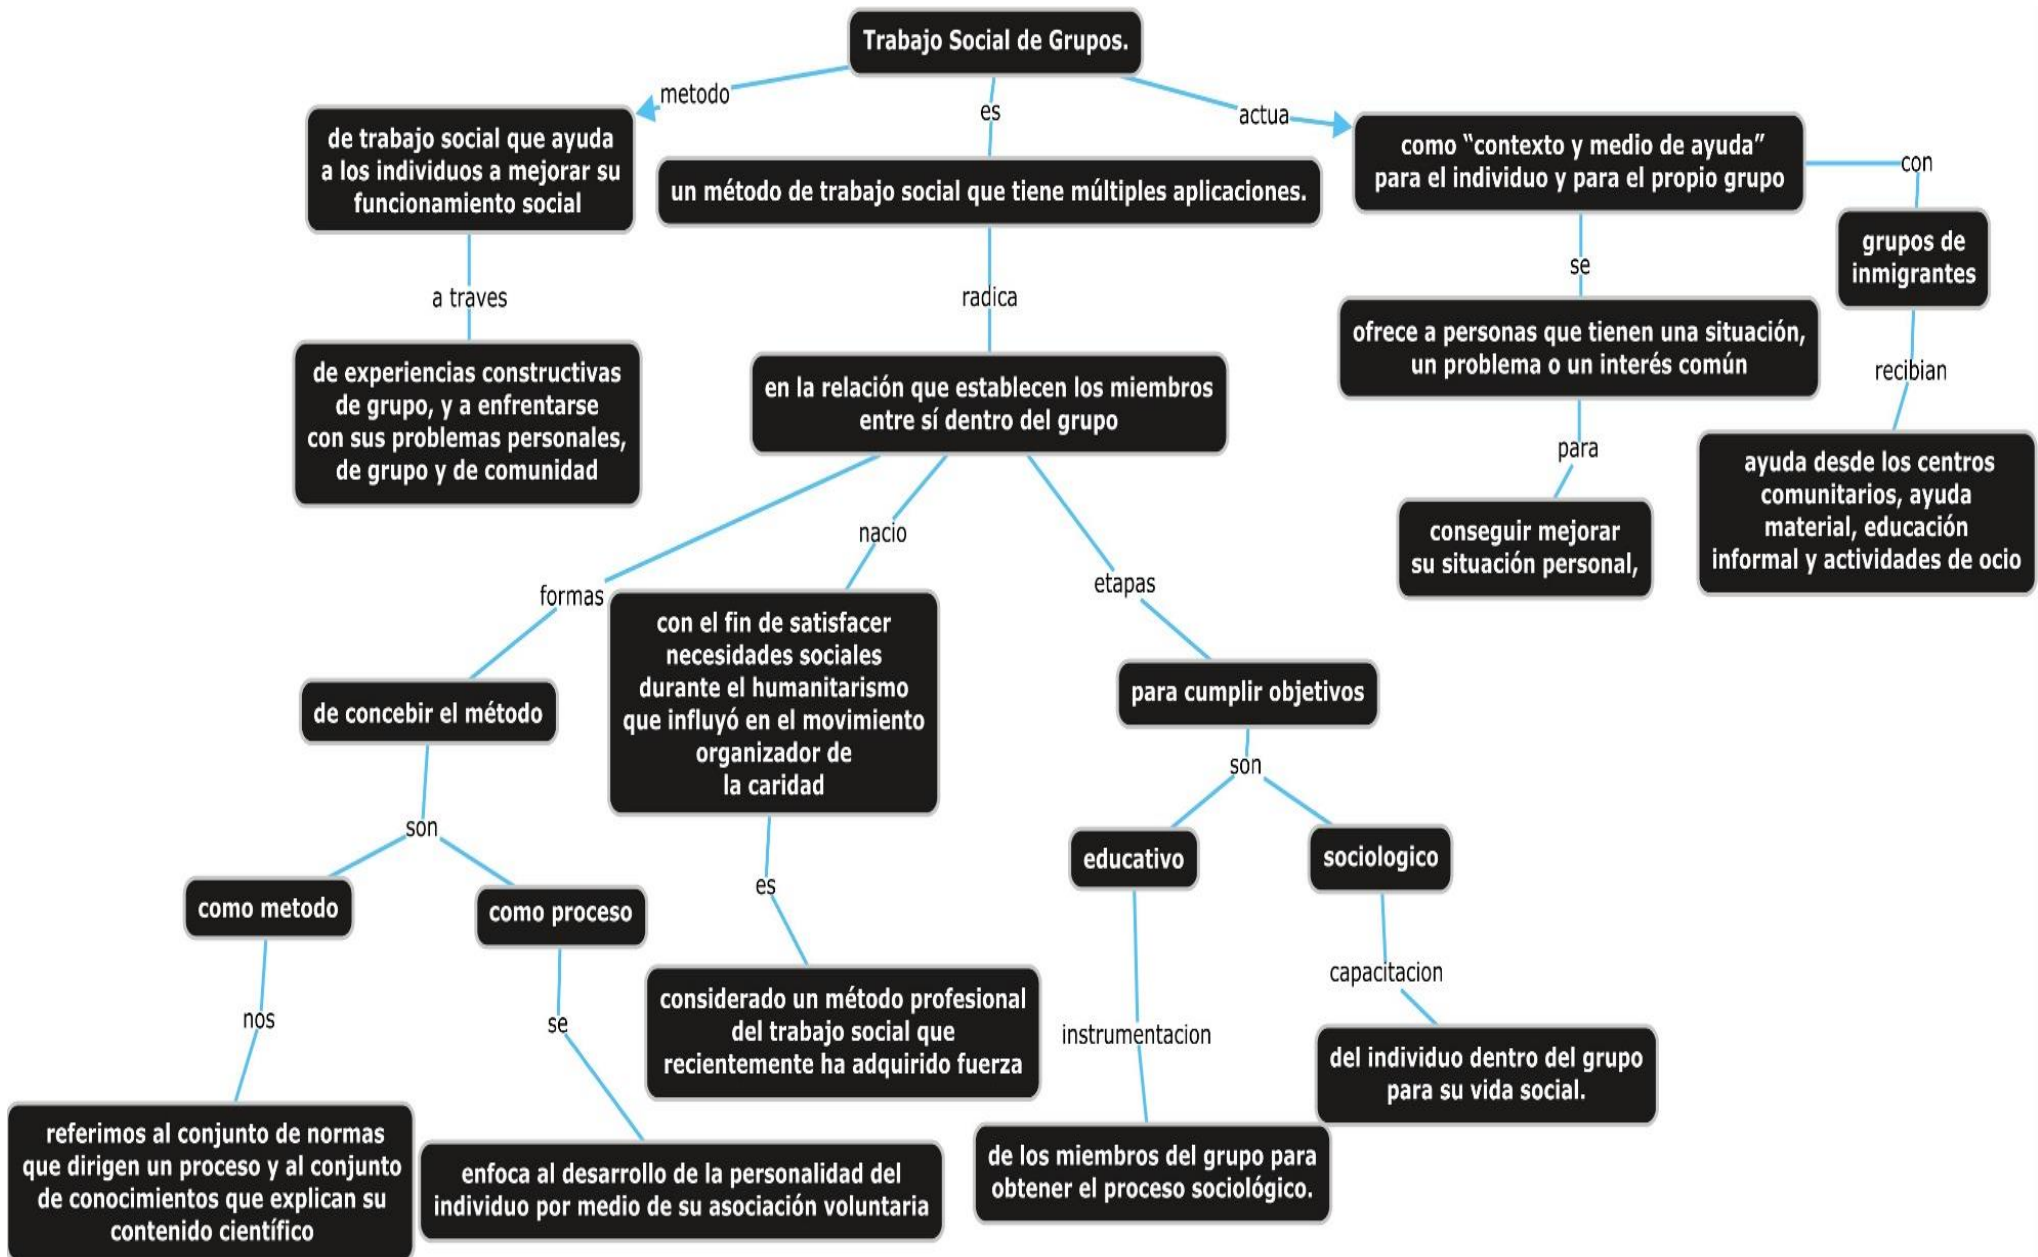 Trabajo Social de Grupos.
metodo
es
actua
de trabajo social que ayuda
a los individuos a mejorar su
funcionamiento social
un método de trabajo social que tiene múltiples aplicaciones.
como “contexto y medio de ayuda”
para el individuo y para el propio grupo
con
grupos de
inmigrantes
a traves
radica
se
de experiencias constructivas
de grupo, y a enfrentarse
con sus problemas personales,
de grupo y de comunidad
en la relación que establecen los miembros
entre sí dentro del grupo
ofrece a personas que tienen una situación,
un problema o un interés común
recibian
para
conseguir mejorar
su situación personal,
ayuda desde los centros
comunitarios, ayuda
material, educación
informal y actividades de ocio
formas
nacio
etapas
de concebir el método
con el fin de satisfacer
necesidades sociales
durante el humanitarismo
que influyó en el movimiento
organizador de
la caridad
para cumplir objetivos
son
son
como metodo
como proceso
es
educativo
sociologico
nos
se
considerado un método profesional
del trabajo social que
recientemente ha adquirido fuerza
instrumentacion
capacitacion
referimos al conjunto de normas
que dirigen un proceso y al conjunto
de conocimientos que explican su
contenido científico
enfoca al desarrollo de la personalidad del
individuo por medio de su asociación voluntaria
de los miembros del grupo para
obtener el proceso sociológico.
del individuo dentro del grupo
para su vida social.